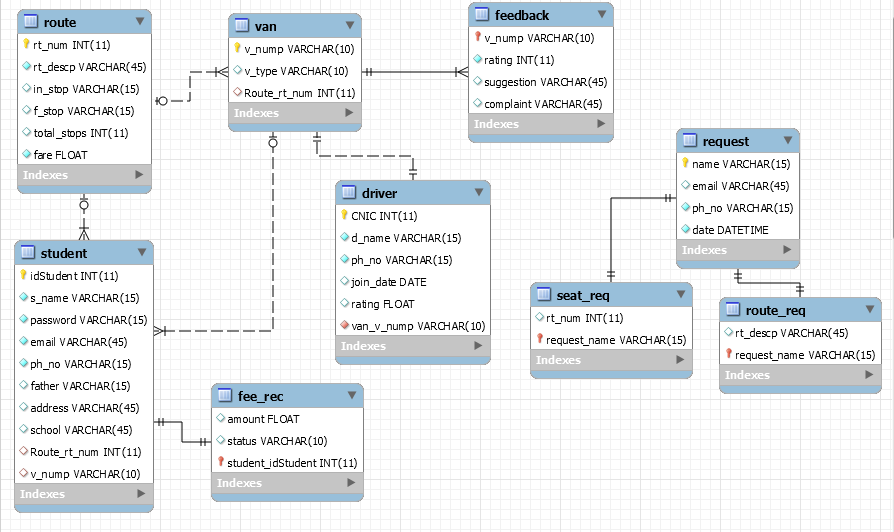 route
rt_num INT(11)
rt_descp VARCHAR(45)
in_stop VARCHAR(15)
f_stop VARCHAR(15)
total_stops INT(11)
fare FLOAT
Indexes
van
v_nump VARCHAR(10)
v_type VARCHAR(10)
Route_rt_num INT(11)
Indexes
feedback
v_nump VARCHAR(10)
rating INT(11)
suggestion VARCHAR(45)
complaint VARCHAR(45)
Indexes
request
name VARCHAR(15)
email VARCHAR(45)
ph_no VARCHAR(15)
date DATETIME
Indexes
driver
CNIC INT(11)
d_name VARCHAR(15)
ph_no VARCHAR(15)
join_date DATE
rating FLOAT
van_v_nump VARCHAR(10)
Indexes
student
idStudent INT(11)
s_name VARCHAR(15)
password VARCHAR(15)
email VARCHAR(45)
ph_no VARCHAR(15)
father VARCHAR(15)
address VARCHAR(45)
school VARCHAR(45)
Route_rt_num INT(11)
v_nump VARCHAR(10)
Indexes
seat_req
rt_num INT(11)
request_name VARCHAR(15)
Indexes
route_req
rt_descp VARCHAR(45)
request_name VARCHAR(15)
Indexes
fee_rec
amount FLOAT
status VARCHAR(10)
student_idStudent INT(11)
Indexes